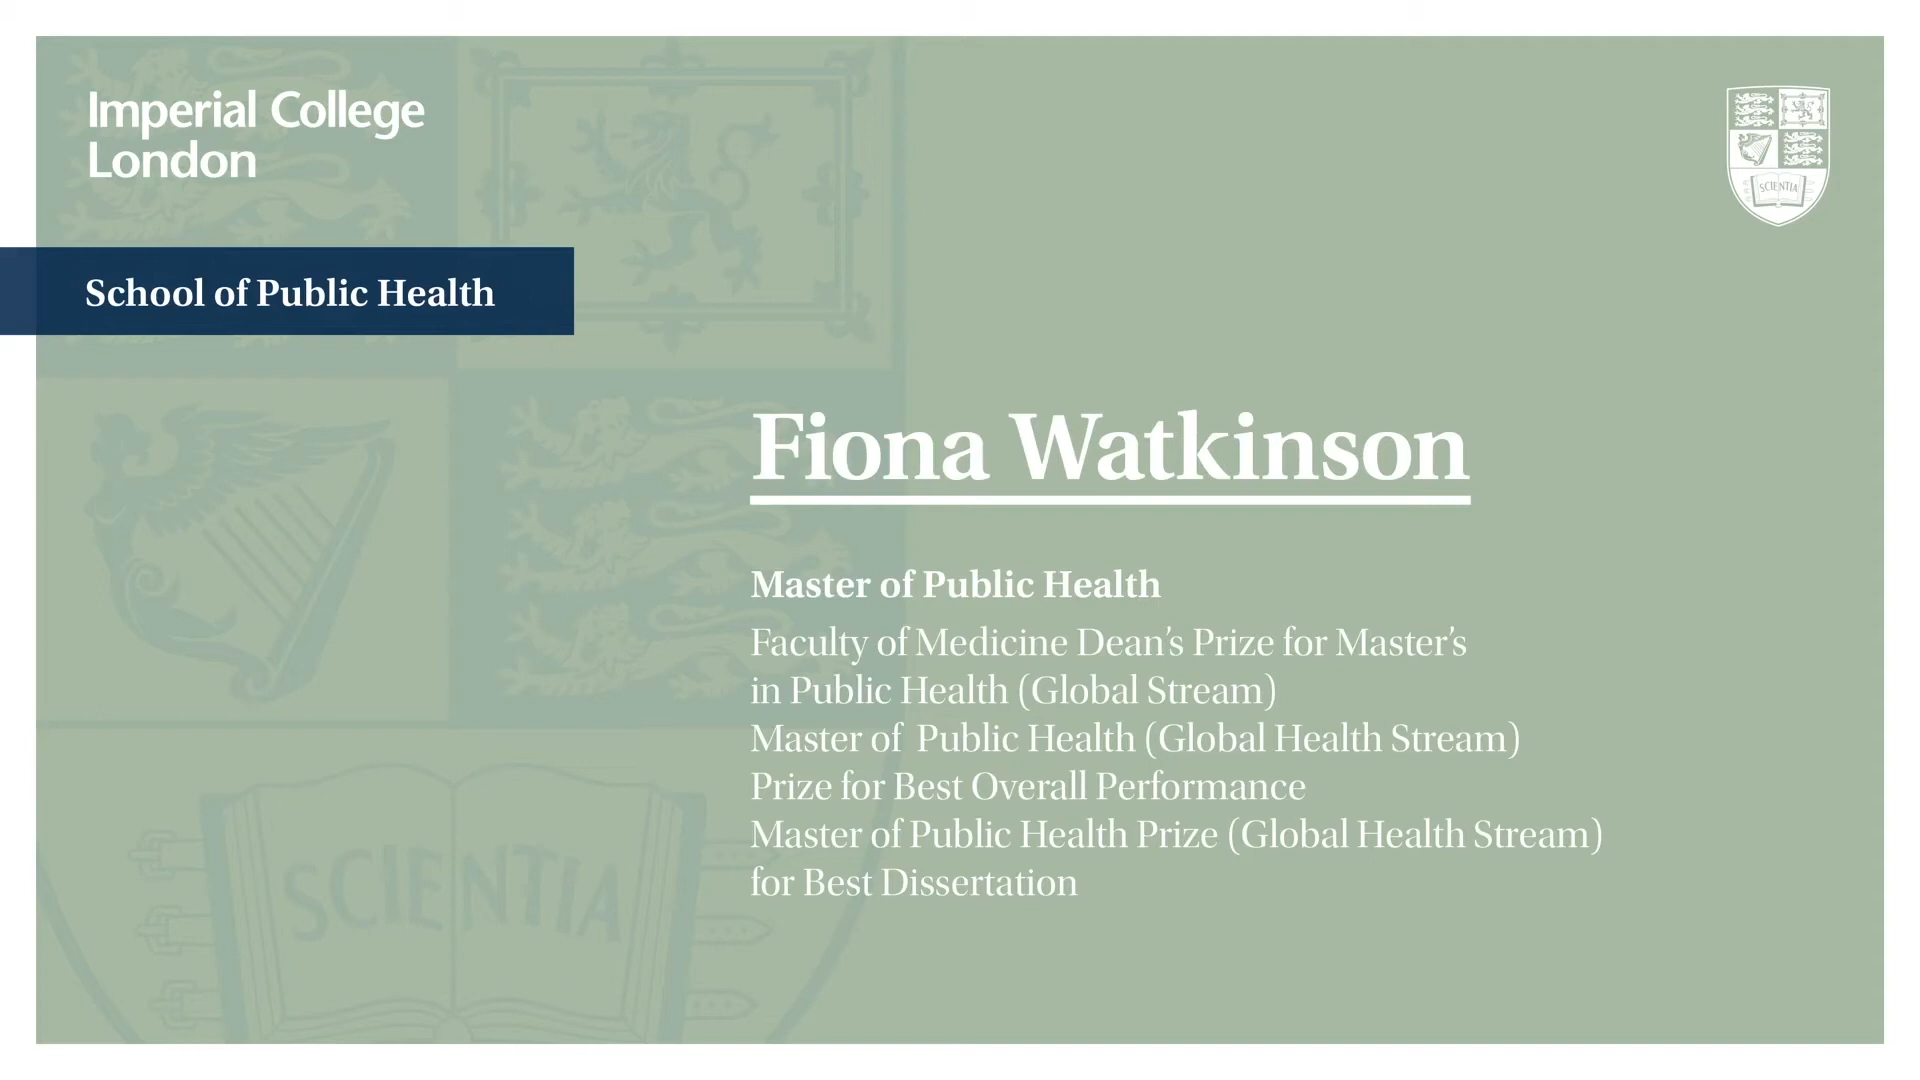 Imperial College
London
SCIENTIA
School of Public Health
Fiona Watkinson
Master of Public Health
Faculty of Medicine Dean’s Prize for Master’s
in Public Health (Global Stream)
Master of  Public Health (Global Health Stream)
Prize for Best Overall Performance
Master of Public Health Prize (Global Health Stream)
for Best Dissertation
SCIENTIA